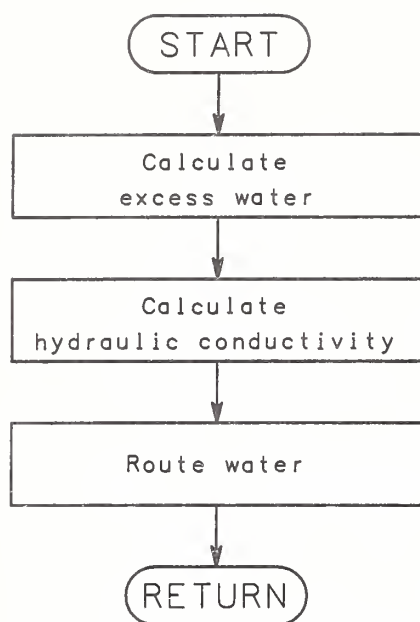 START
Calculate
excess water
Calculate
hydraulic conductivity
Route water
RETURN